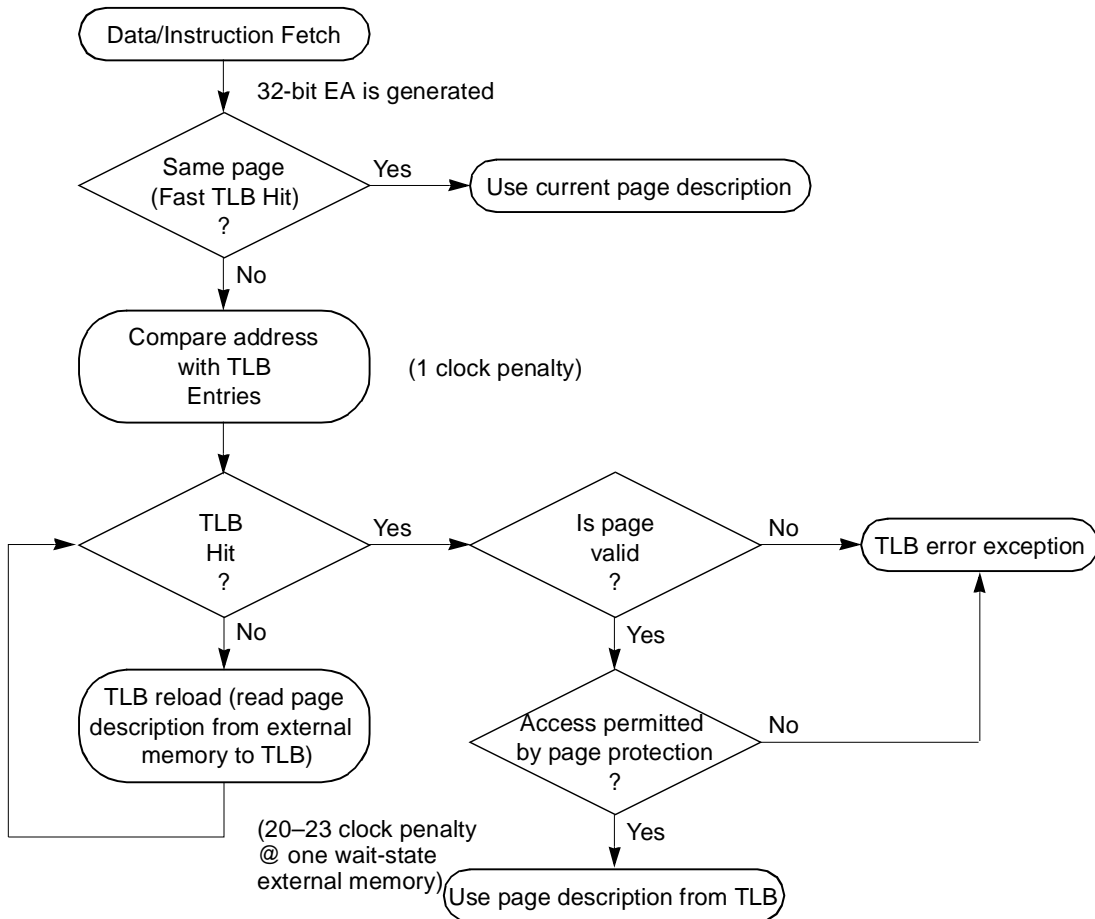 Data/Instruction Fetch
32-bit EA is generated
Same page
(Fast TLB Hit)
?
Yes
Use current page description
No
Compare address
with TLB
Entries
(1 clock penalty)
TLB
Hit
?
Yes
Is page
valid
?
No
TLB error exception
No
Yes
TLB reload (read page
description from external
memory to TLB)
Access permitted
by page protection
?
No
(20–23 clock penalty
@ one wait-state
external memory)
Yes
Use page description from TLB